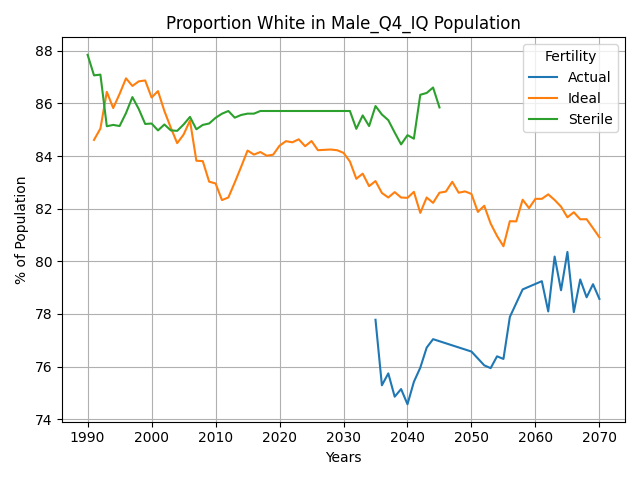 Proportion White in Male_Q4_IQ Population
% of Population
88
86
84
82
80
78
76
74
Fertility
Actual
Ideal
Sterile
1990 2000 2010 2020 2030 2040 2050 2060 2070
Years